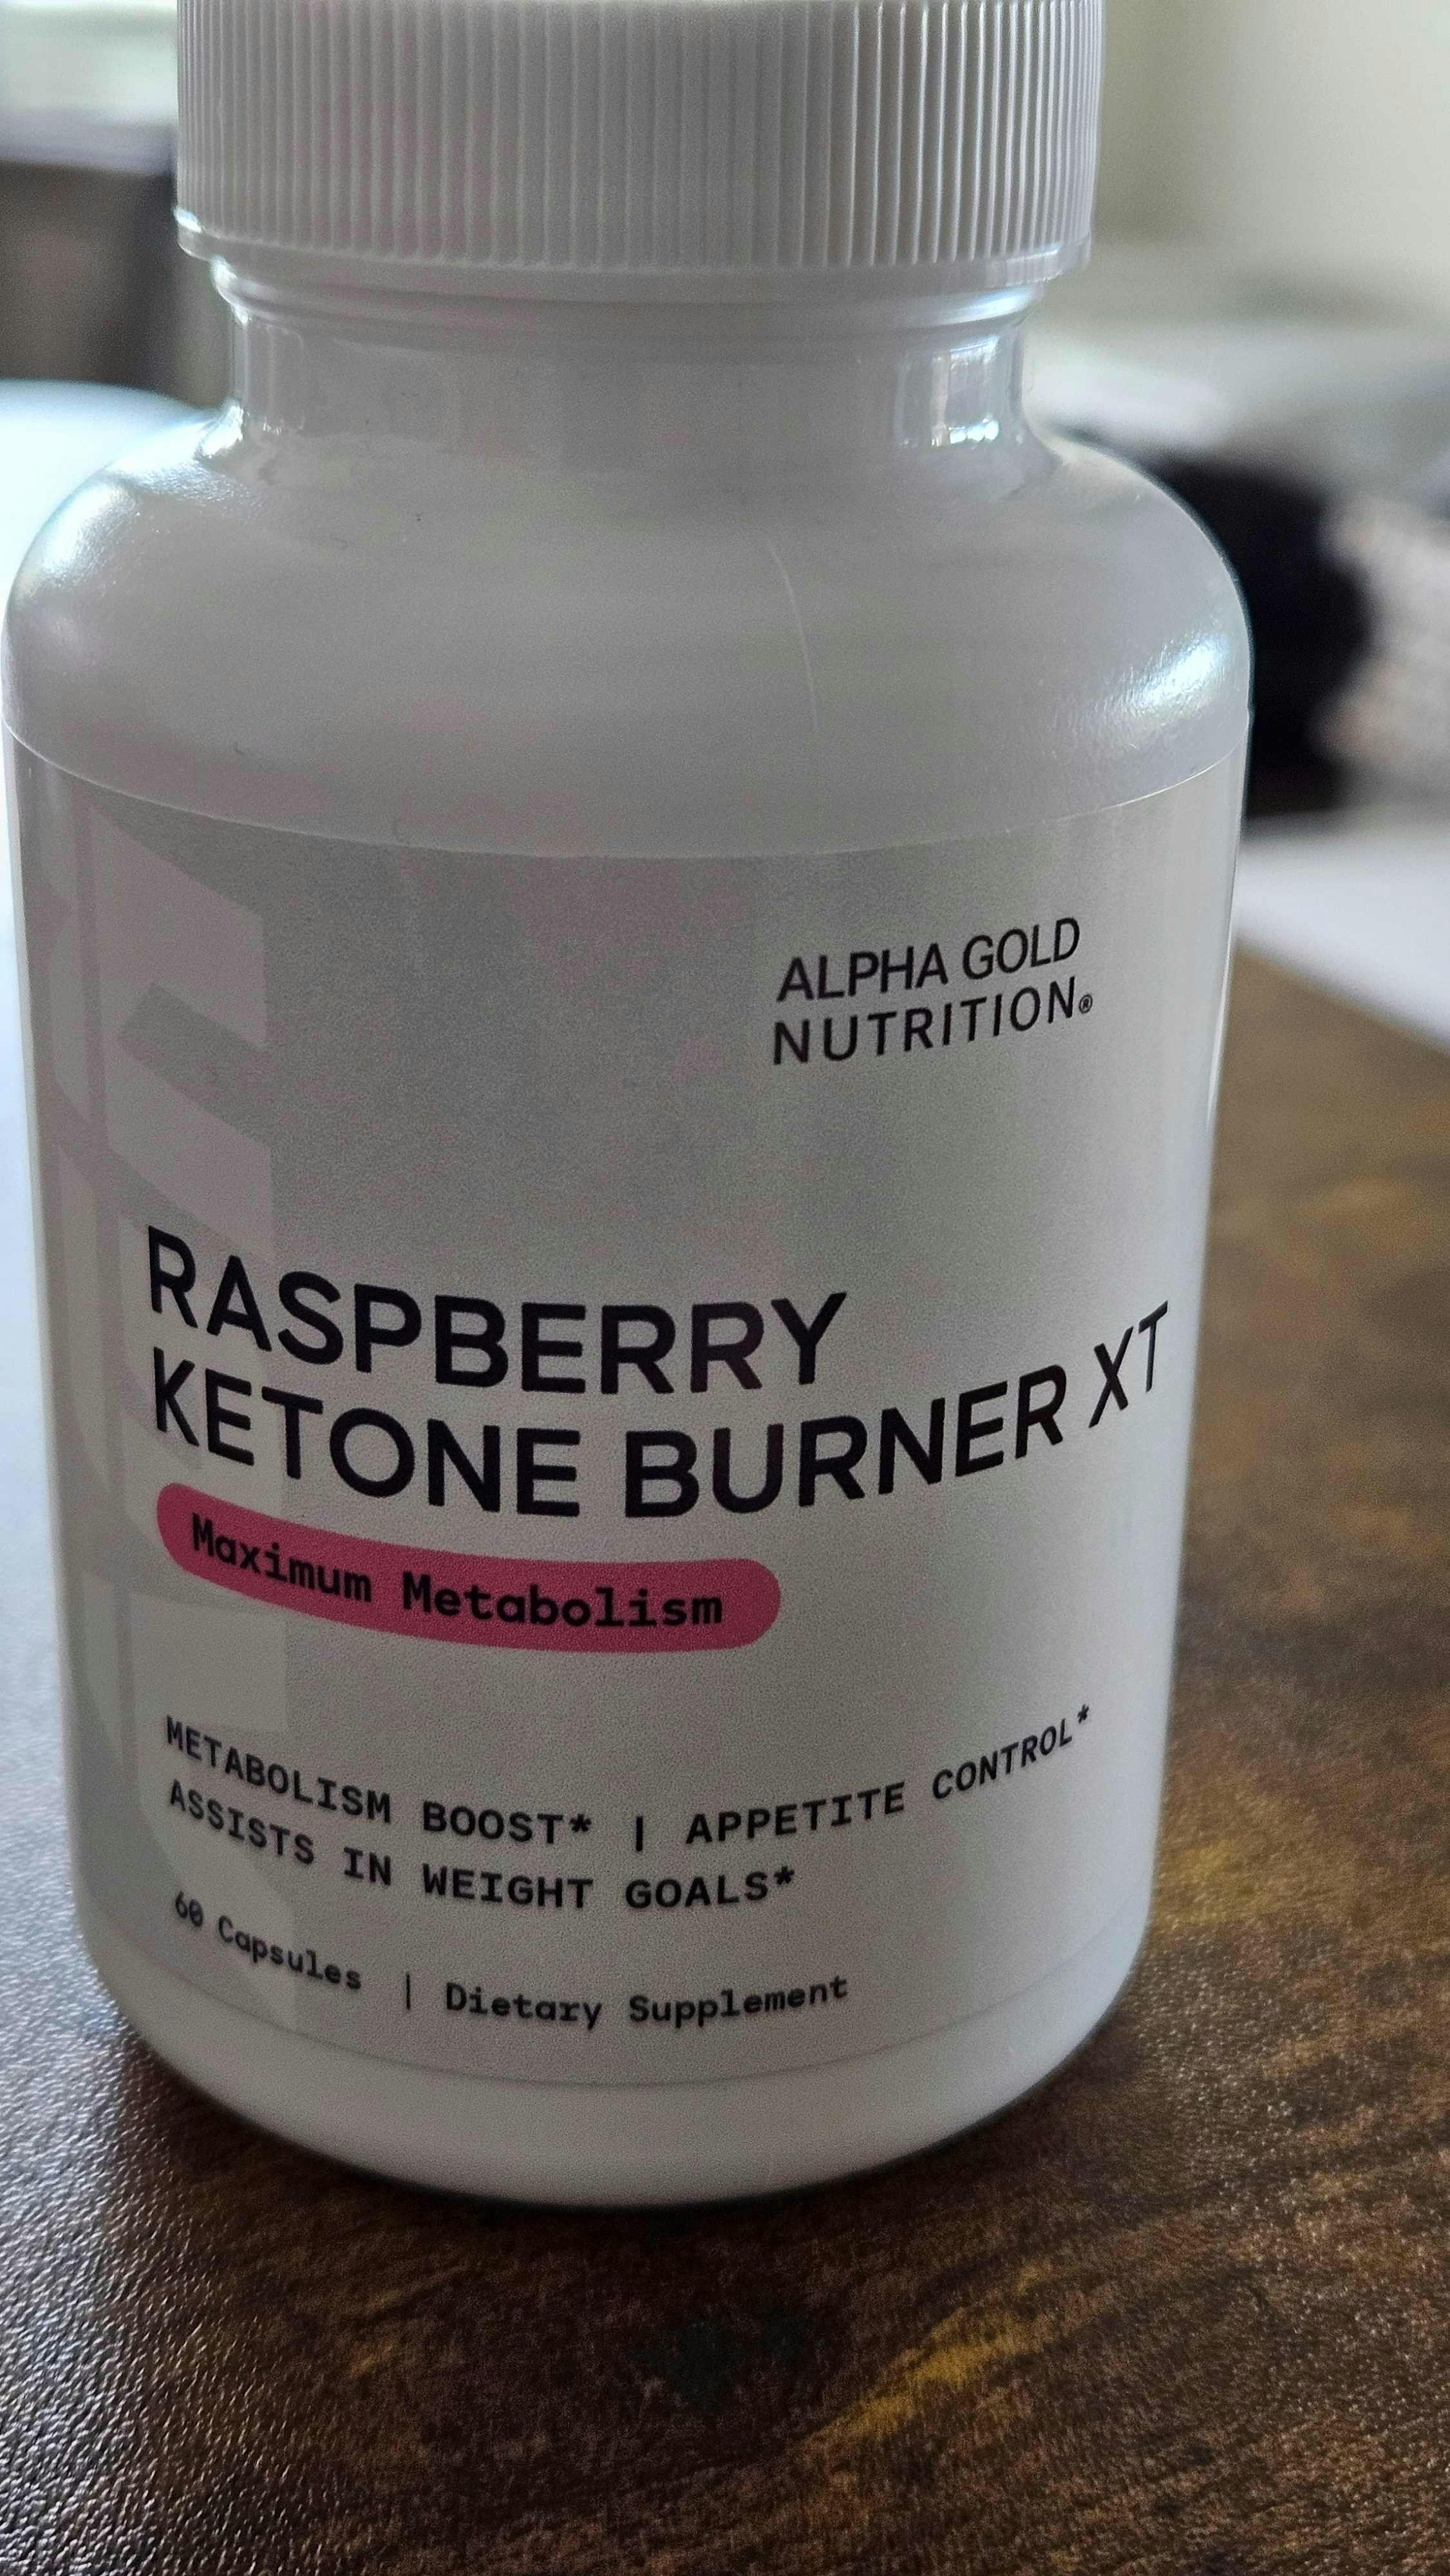 ALPHA GOLD
NUTRITION®
RASPBERRY
KETONE BURNER XT
Maximum Metabolism
METABOLISM BOOST* | APPETITE CONTROL*
ASSISTS IN WEIGHT GOALS*
60 Capsules | Dietary Supplement